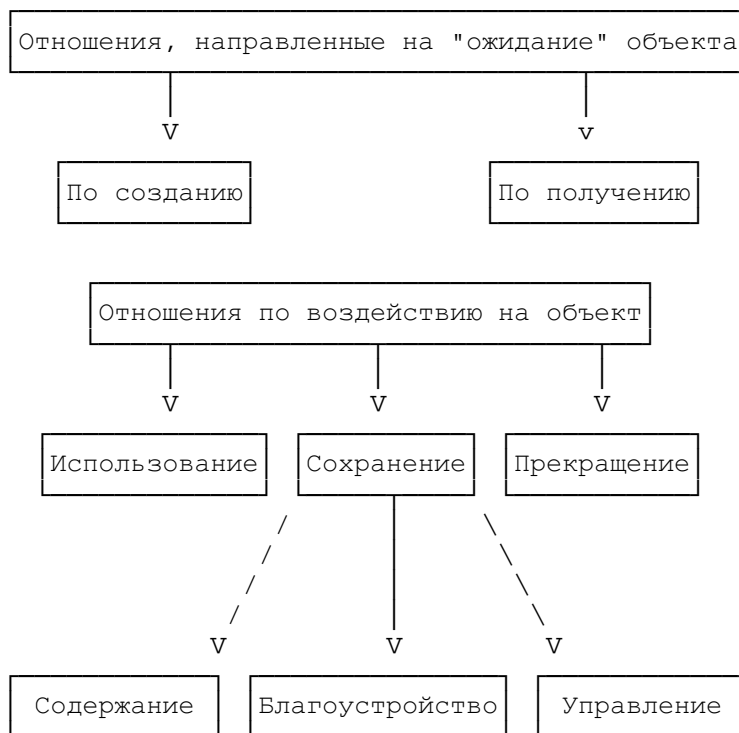 Отношения, направленные на "ожидание" объекта
V v
По созданию По получению
Отношения по воздействию на объект
V V V
Использование Сохранение Прекращение
V V V
Содержание Благоустройство Управление